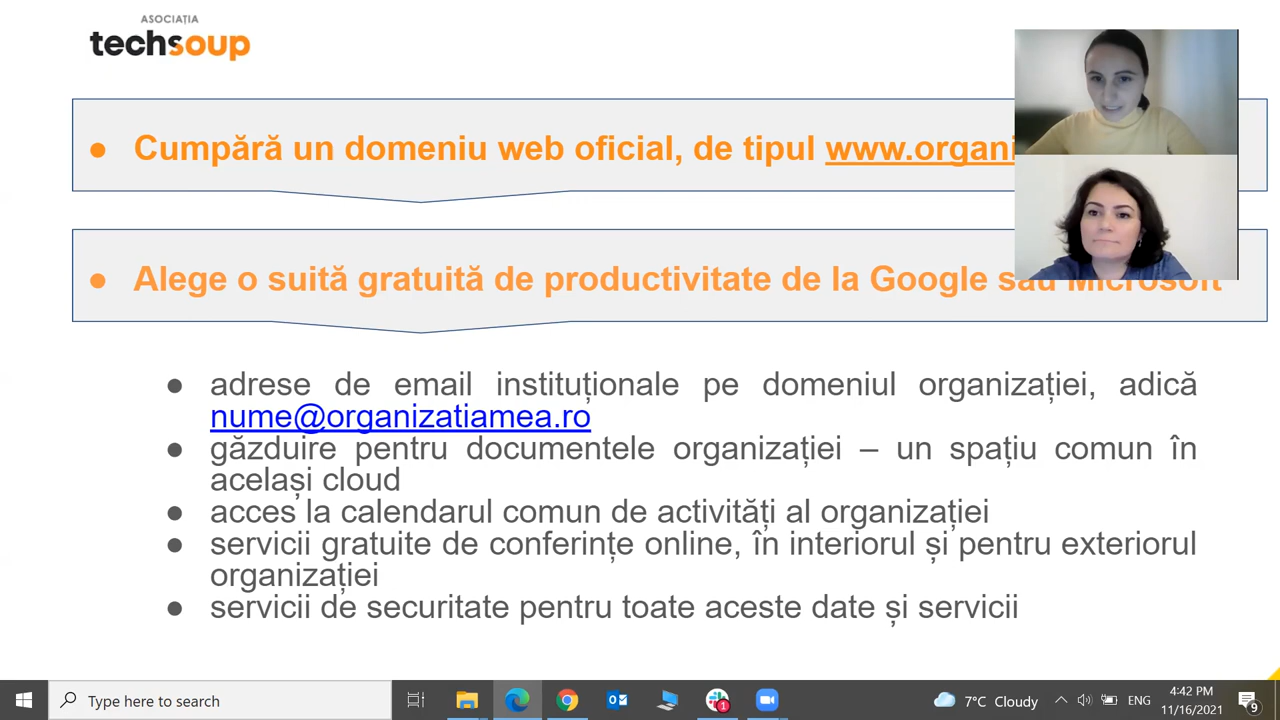 ASOCIAȚIA
techsoup
● Cumpără un domeniu web oficial, de tipul www.organi
● Alege o suită gratuită de productivitate de la Google sau Microsoft
● adrese de email instituționale pe domeniul organizației, adică
nume@organizatiamea.ro
● găzduire pentru documentele organizației – un spațiu comun în
același cloud
● acces la calendarul comun de activități al organizației
● servicii gratuite de conferințe online, în interiorul și pentru exteriorul
organizației
● servicii de securitate pentru toate aceste date și servicii
Type here to search
1
7°C Cloudy
ENG
4:42 PM
11/16/2021
9